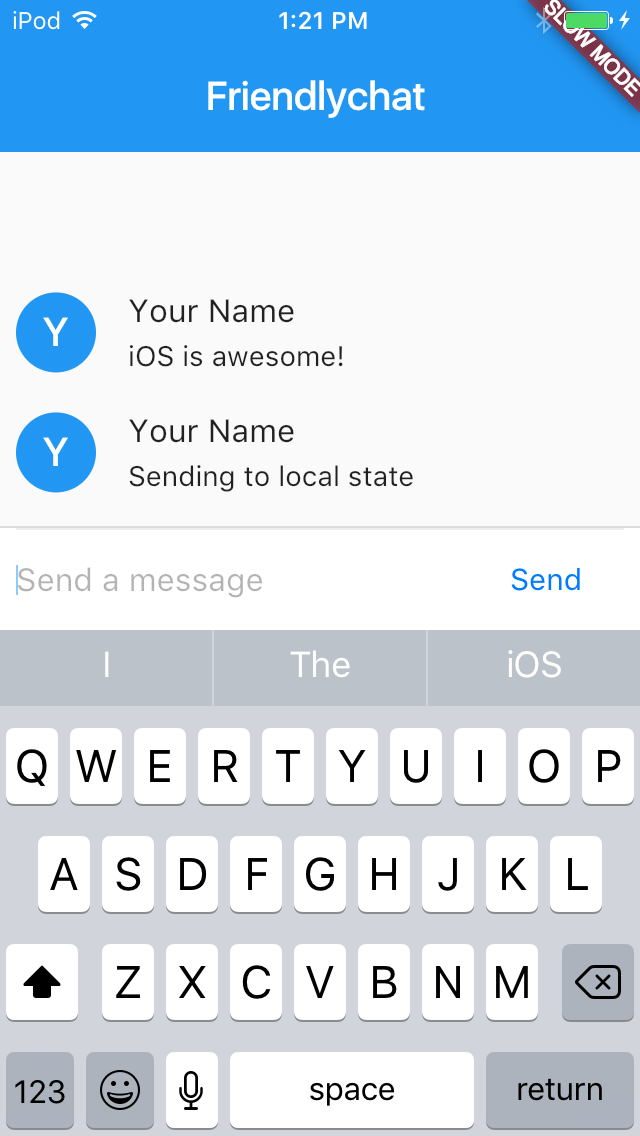 iPod 1:21 PM
SLOW MODE
Friendlychat
Y Your Name
iOS is awesome!
Y Your Name
Sending to local state
Send a message Send
I The iOS
Q W E R T Y U I O P
A S D F G H J K L
Z X C V B N M
123 space return